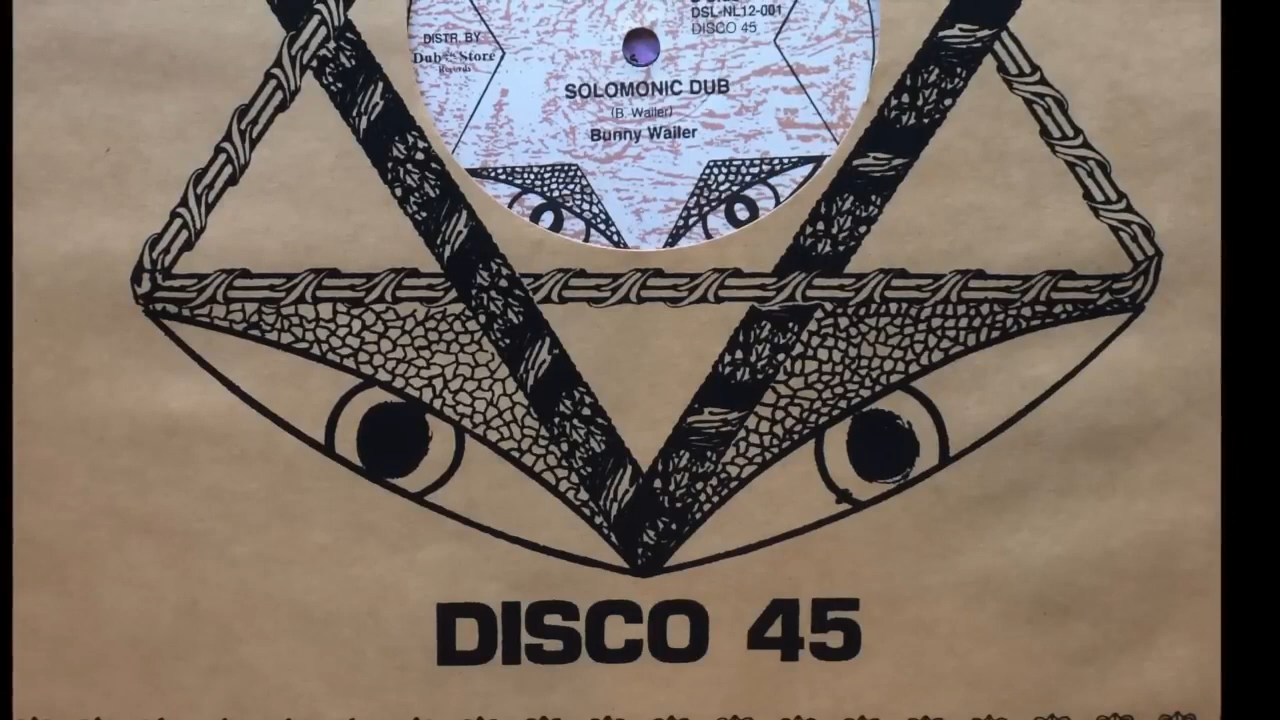 DSL-NL12-001
DISCO 45
DISTR. BY
Dub Store
Records
SOLOMONIC DUB
(B. Wailer)
Bunny Wailer
DISCO 45